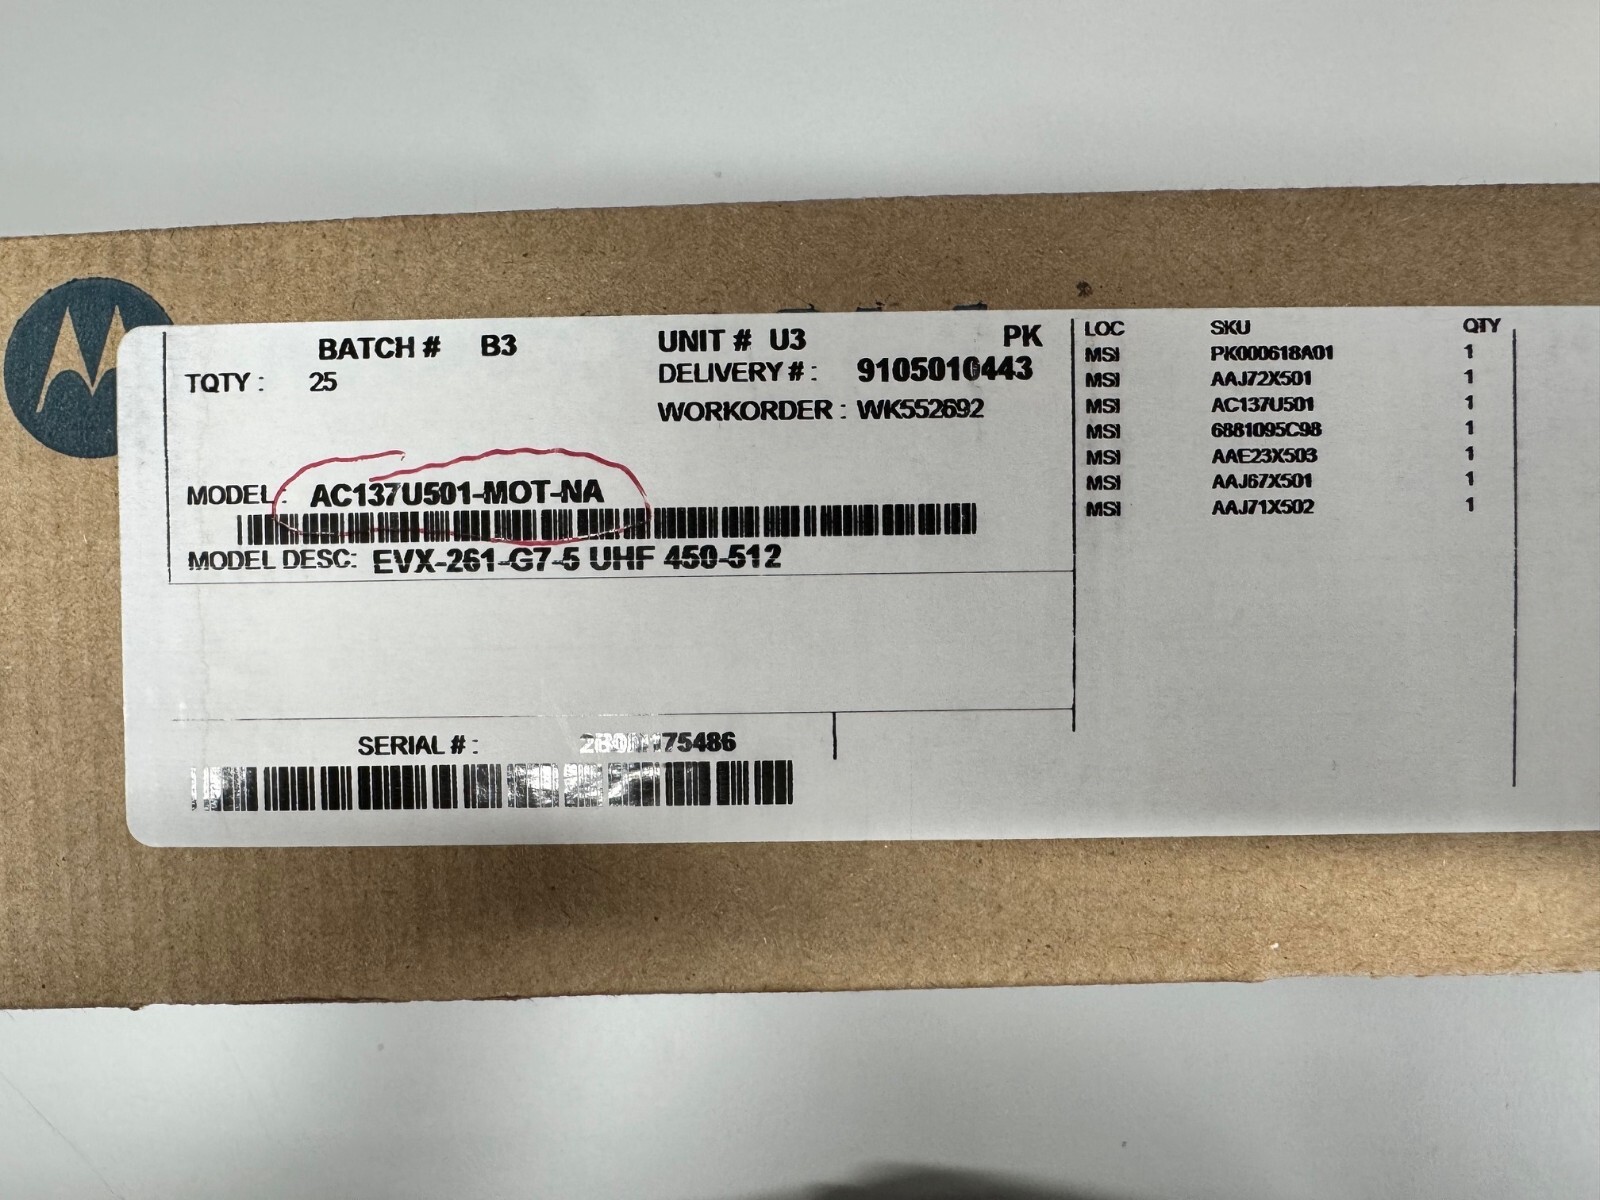 BATCH # B3
UNIT # U3
PK
TQTY : 25
DELIVERY # : 9105010443
WORKORDER : WK552692
MODEL : AC137U501-MOT-NA
MODEL DESC: EVX-261-G7-5 UHF 450-512
SERIAL # :
LOC SKU QTY
MSI PK000618A01 1
MSI AAJ72X501 1
MSI AC137U501 1
MSI 6881095C98 1
MSI AAE23X503 1
MSI AAJ67X501 1
MSI AAJ71X502 1